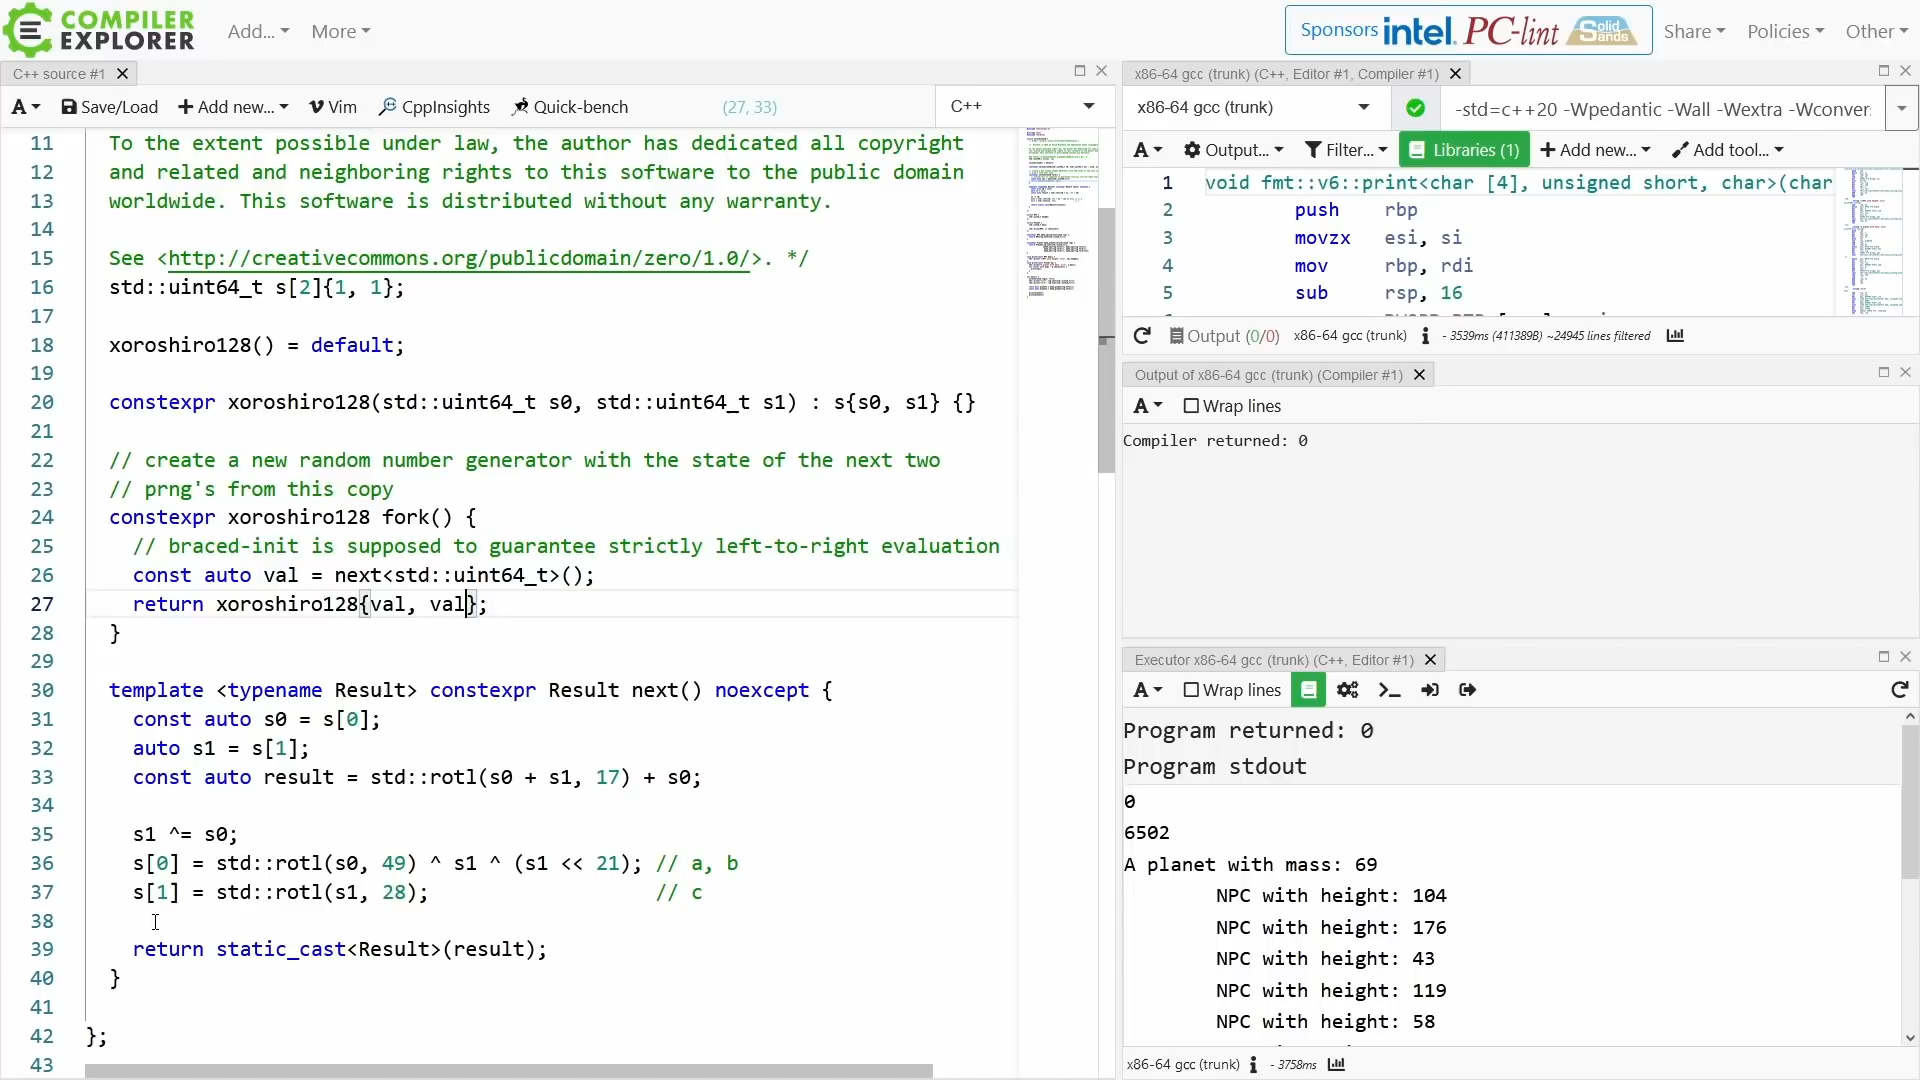 COMPILER
EXPLORER
Add...
More
Sponsors intel. PC-lint Solid Sands
Share
Policies
Other
C++ source #1
A
Save/Load
Add new...
Vim
CppInsights
Quick-bench
(27, 33)
C++
11 To the extent possible under law, the author has dedicated all copyright
12 and related and neighboring rights to this software to the public domain
13 worldwide. This software is distributed without any warranty.
14
15 See <http://creativecommons.org/publicdomain/zero/1.0/>. */
16 std::uint64_t s[2]{1, 1};
17
18 xoroshiro128() = default;
19
20 constexpr xoroshiro128(std::uint64_t s0, std::uint64_t s1) : s{s0, s1} {}
21
22 // create a new random number generator with the state of the next two
23 // prng's from this copy
24 constexpr xoroshiro128 fork() {
25 // braced-init is supposed to guarantee strictly left-to-right evaluation
26 const auto val = next<std::uint64_t>();
27 return xoroshiro128{val, val};
28 }
29
30 template <typename Result> constexpr Result next() noexcept {
31 const auto s0 = s[0];
32 auto s1 = s[1];
33 const auto result = std::rotl(s0 + s1, 17) + s0;
34
35 s1 ^= s0;
36 s[0] = std::rotl(s0, 49) ^ s1 ^ (s1 << 21); // a, b
37 s[1] = std::rotl(s1, 28); // c
38
39 return static_cast<Result>(result);
40 }
41
42 };
43
x86-64 gcc (trunk) (C++, Editor #1, Compiler #1)
x86-64 gcc (trunk)
-std=c++20 -Wpedantic -Wall -Wextra -Wconver
A
Output...
Filter...
Libraries (1)
Add new...
Add tool...
1 void fmt::v6::print<char [4], unsigned short, char>(char
2 push rbp
3 movzx esi, si
4 mov rbp, rdi
5 sub rsp, 16
Output (0/0) x86-64 gcc (trunk) i - 3539ms (411389B) ~24945 lines filtered
Output of x86-64 gcc (trunk) (Compiler #1)
A
Wrap lines
Compiler returned: 0
Executor x86-64 gcc (trunk) (C++, Editor #1)
A
Wrap lines
Program returned: 0
Program stdout
0
6502
A planet with mass: 69
NPC with height: 104
NPC with height: 176
NPC with height: 43
NPC with height: 119
NPC with height: 58
x86-64 gcc (trunk) i - 3758ms